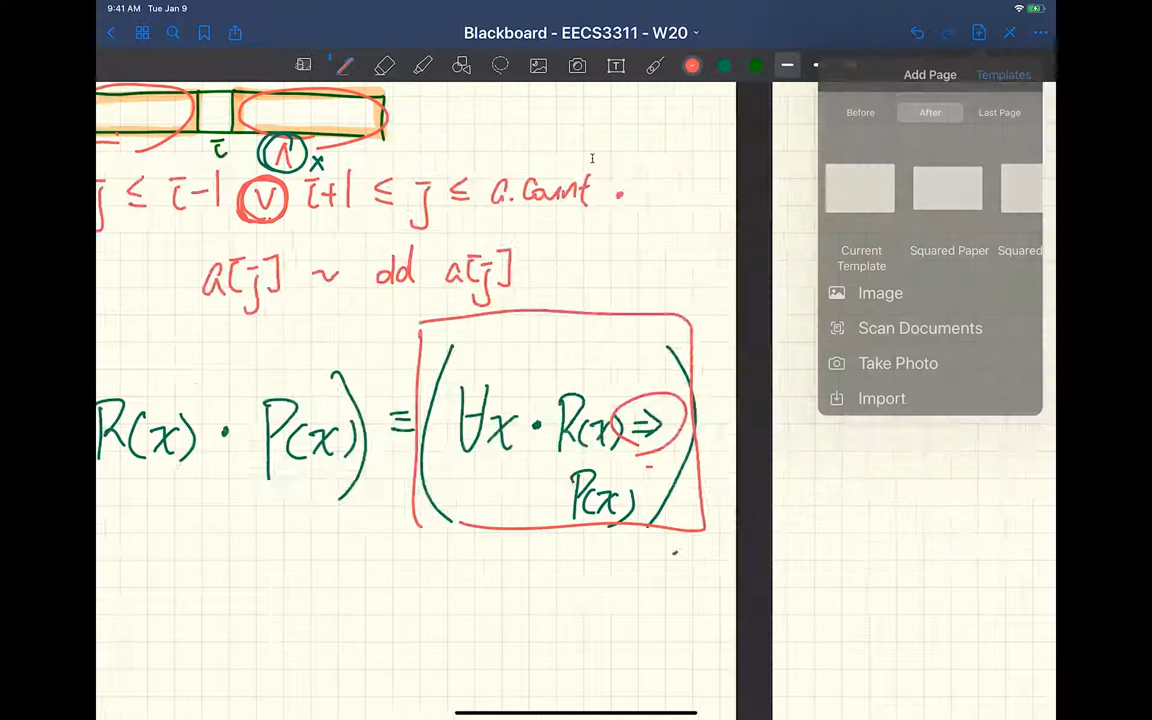 9:41 AM Tue Jan 9
Blackboard - EECS3311 - W20
Add Page Templates
Before After Last Page
Current Template Squared Paper Squared
Image
Scan Documents
Take Photo
Import
i ∧ x
j ≤ i-1 ∨ i+1 ≤ j ≤ a.count .
a[j] ~ old a[j]
R(x) • P(x)) ≡ (∀x • R(x) ⇒
P(x))